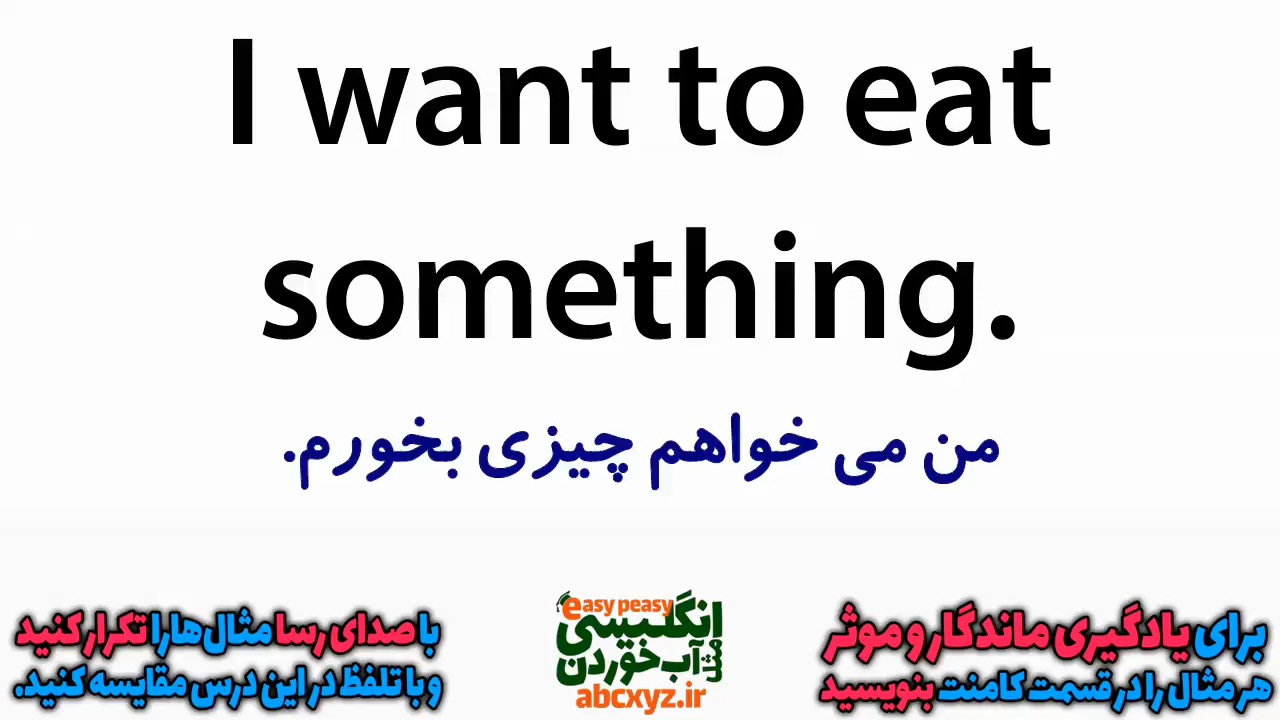 I want to eat
something.
من می خواهم چیزی بخورم.
برای یادگیری ماندگار و موثر
هر مثال را در قسمت کامنت بنویسید
easy peasy
انگلیسی
مثل آب خوردن
abcxyz.ir
با صدای رسا مثال‌ها را تکرار کنید
و با تلفظ در این درس مقایسه کنید.